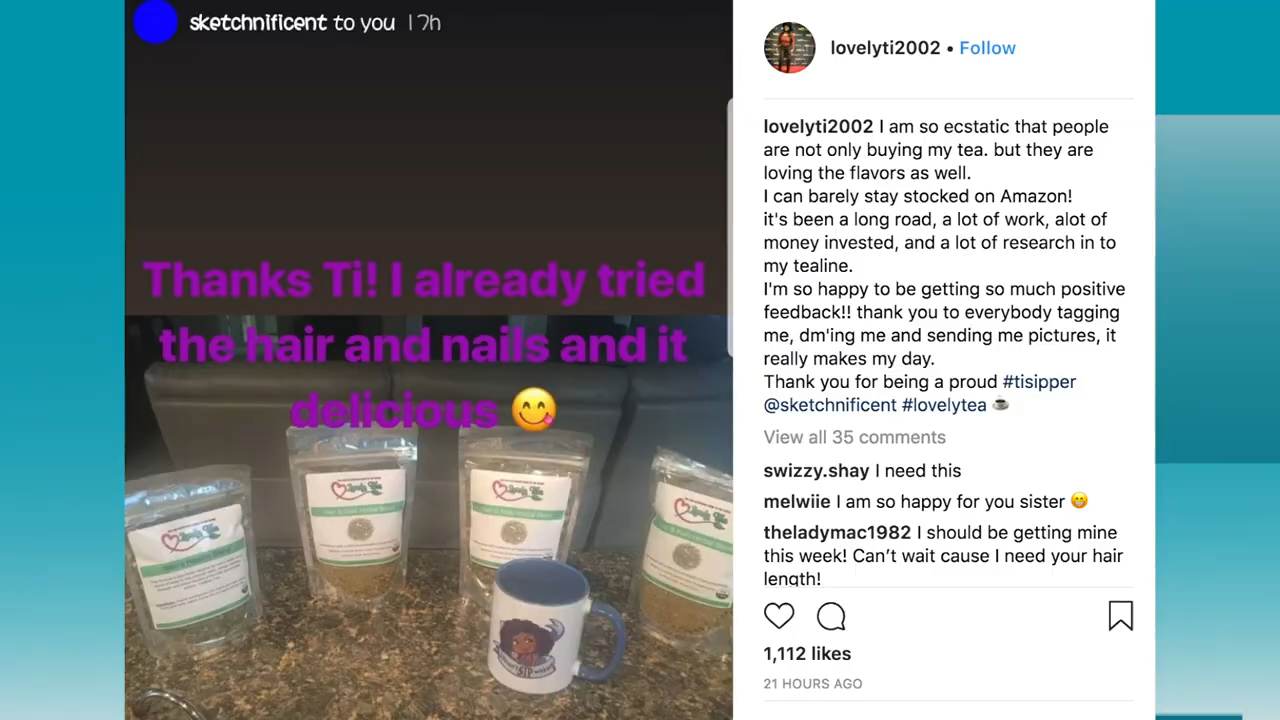 sketchnificent to you 17h
Thanks Ti! I already tried
the hair and nails and it
delicious 😋
SIP
lovelyti2002 • Follow
lovelyti2002 I am so ecstatic that people
are not only buying my tea. but they are
loving the flavors as well.
I can barely stay stocked on Amazon!
it's been a long road, a lot of work, alot of
money invested, and a lot of research in to
my tealine.
I'm so happy to be getting so much positive
feedback!! thank you to everybody tagging
me, dm'ing me and sending me pictures, it
really makes my day.
Thank you for being a proud #tisipper
@sketchnificent #lovelytea ☕
View all 35 comments
swizzy.shay I need this
melwiie I am so happy for you sister 😁
theladymac1982 I should be getting mine
this week! Can’t wait cause I need your hair
length!
1,112 likes
21 HOURS AGO